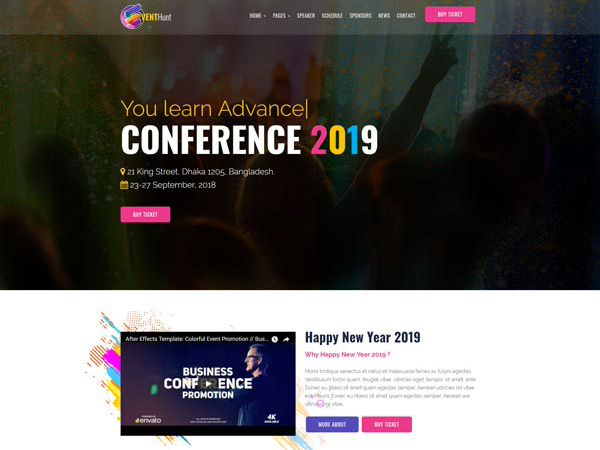 EVENTHunt
HOME PAGES SPEAKER SCHEDULE SPONSORS NEWS CONTACT BUY TICKET
You learn Advance|
CONFERENCE 2019
21 King Street, Dhaka 1205, Bangladesh.
23-27 September, 2018
BUY TICKET
After Effects Template: Colorful Event Promotion // Bus...
BUSINESS
CONFERENCE
PROMOTION
envato
4K
Happy New Year 2019
Why Happy New Year 2019 ?
Morbi tristique senectus et netus et malesuada fames ac turpis egestas.
Vestibulum tortor quam, feugiat vitae, ultricies eget, tempor sit amet, ante.
Donec eu libero sit amet quam egestas semper. Aenean ultricies mi vitae
est. Mauris Donec eu libero sit amet quam egestas semper. Aenean are
ultricies mi vitae.
MORE ABOUT BUY TICKET